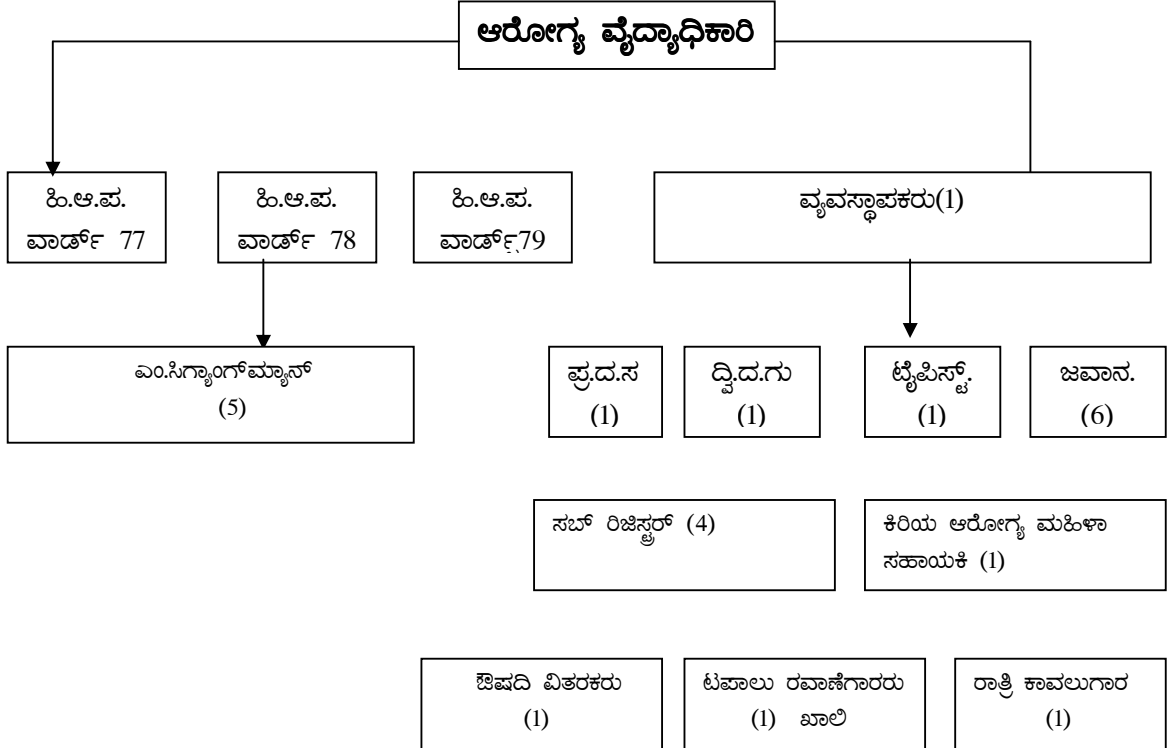 ಆರೋಗ್ಯ ವೈದ್ಯಾಧಿಕಾರಿ
ಹಿ.ಆ.ಪ.
ವಾರ್ಡ್ 77
ಹಿ.ಆ.ಪ.
ವಾರ್ಡ್ 78
ಹಿ.ಆ.ಪ.
ವಾರ್ಡ್79
ವ್ಯವಸ್ಥಾಪಕರು(1)
ಎಂ.ಸಿಗ್ಯಾಂಗ್‌ಮ್ಯಾನ್
(5)
ಪ್ರ.ದ.ಸ
(1)
ದ್ವಿ.ದ.ಗು
(1)
ಟೈಪಿಸ್ಟ್.
(1)
ಜವಾನ.
(6)
ಸಬ್ ರಿಜಿಸ್ಟ್ರರ್ (4)
ಕಿರಿಯ ಆರೋಗ್ಯ ಮಹಿಳಾ
ಸಹಾಯಕಿ (1)
ಔಷದಿ ವಿತರಕರು
(1)
ಟಪಾಲು ರವಾಣೆಗಾರರು
(1) ಖಾಲಿ
ರಾತ್ರಿ ಕಾವಲುಗಾರ
(1)